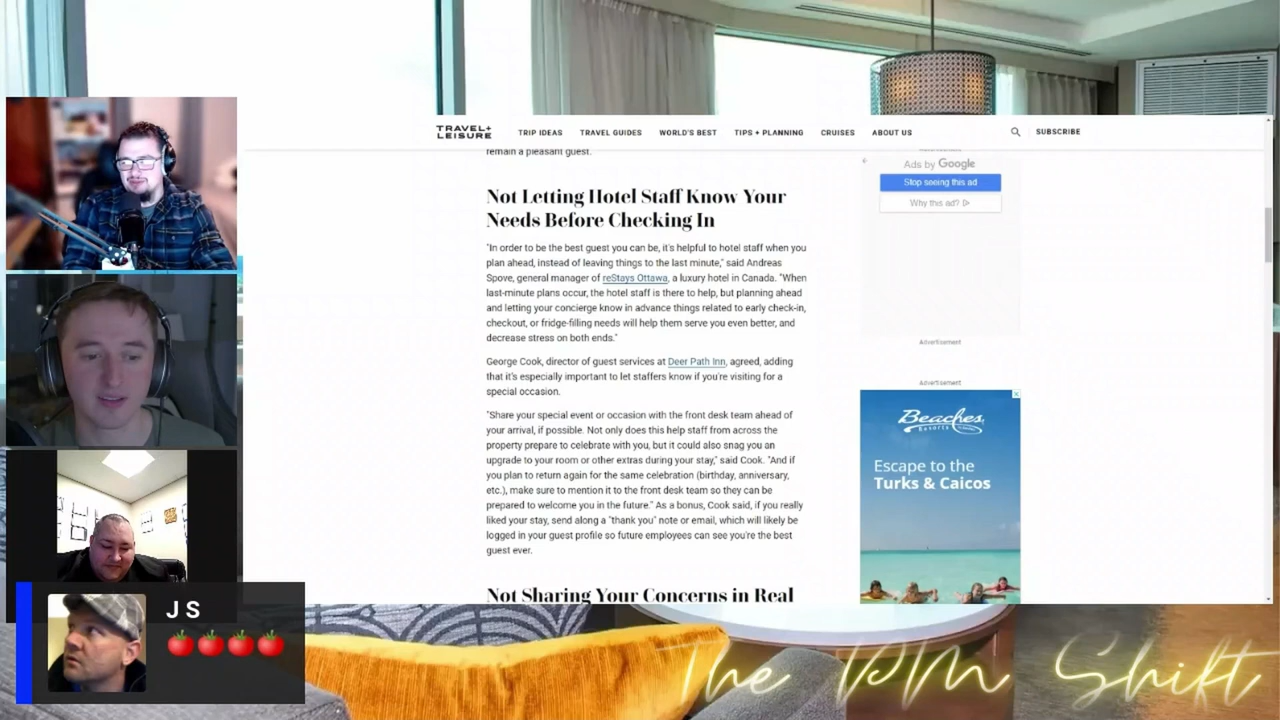 TRAVEL+
LEISURE
TRIP IDEAS
TRAVEL GUIDES
WORLD'S BEST
TIPS + PLANNING
CRUISES
ABOUT US
SUBSCRIBE
remain a pleasant guest.
Not Letting Hotel Staff Know Your
Needs Before Checking In
"In order to be the best guest you can be, it's helpful to hotel staff when you
plan ahead, instead of leaving things to the last minute," said Andreas
Spove, general manager of reStays Ottawa, a luxury hotel in Canada. "When
last-minute plans occur, the hotel staff is there to help, but planning ahead
and letting your concierge know in advance things related to early check-in,
checkout, or fridge-filling needs will help them serve you even better, and
decrease stress on both ends."
George Cook, director of guest services at Deer Path Inn, agreed, adding
that it's especially important to let staffers know if you're visiting for a
special occasion.
"Share your special event or occasion with the front desk team ahead of
your arrival, if possible. Not only does this help staff from across the
property prepare to celebrate with you, but it could also snag you an
upgrade to your room or other extras during your stay," said Cook. "And if
you plan to return again for the same celebration (birthday, anniversary,
etc.), make sure to mention it to the front desk team so they can be
prepared to welcome you in the future." As a bonus, Cook said, if you really
liked your stay, send along a "thank you" note or email, which will likely be
logged in your guest profile so future employees can see you're the best
guest ever.
Not Sharing Your Concerns in Real
Advertisement
Ads by Google
Stop seeing this ad
Why this ad?
Advertisement
Advertisement
Beaches
Resorts
Escape to the
Turks & Caicos
J S
The PM Shift